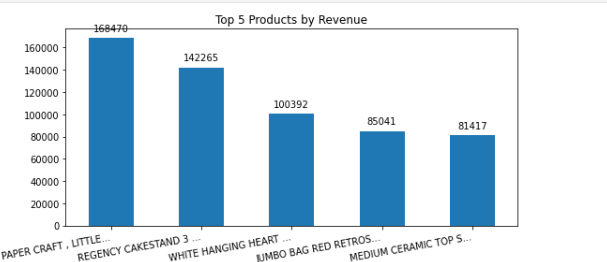 Top 5 Products by Revenue
168470
142265
100392
85041
81417
160000
140000
120000
100000
80000
60000
40000
20000
0
PAPER CRAFT , LITTLE...
REGENCY CAKESTAND 3 ...
WHITE HANGING HEART ...
JUMBO BAG RED RETROS...
MEDIUM CERAMIC TOP S...